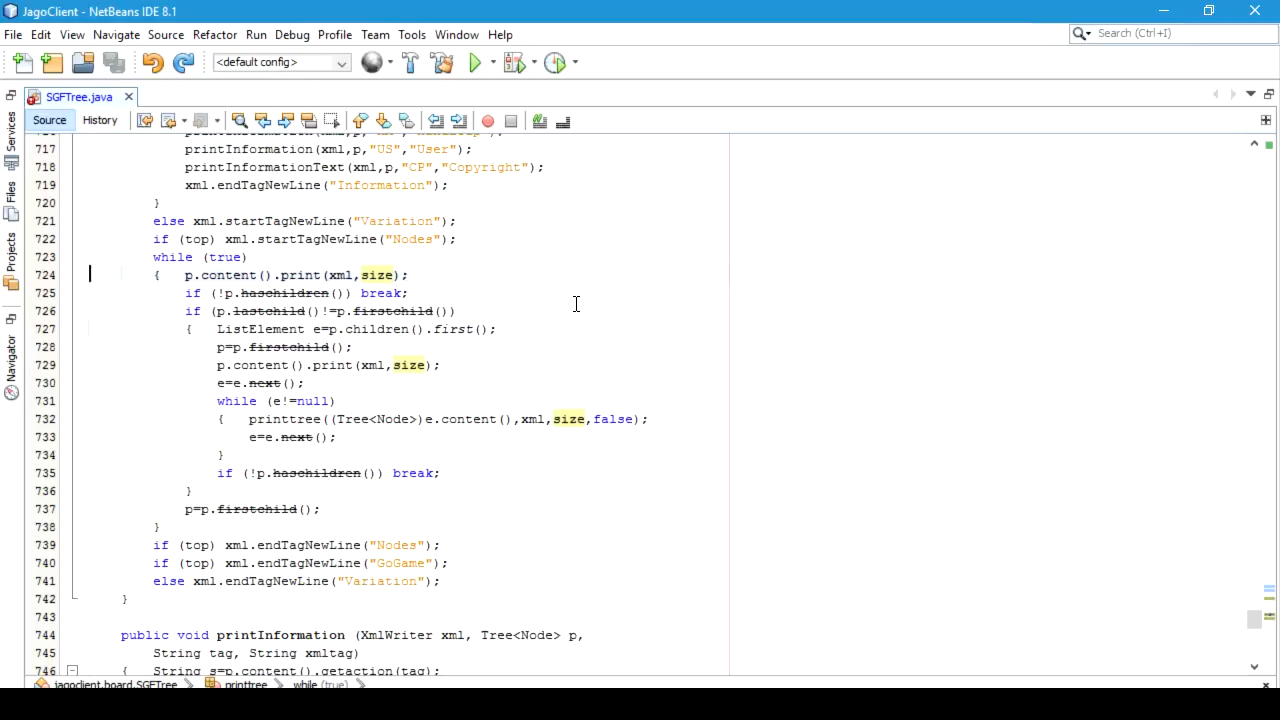 JagoClient - NetBeans IDE 8.1
File Edit View Navigate Source Refactor Run Debug Profile Team Tools Window Help
Search (Ctrl+I)
<default config>
SGFTree.java
Source History
Services
Files
Projects
Navigator
717 printInformation(xml,p,"US","User");
718 printInformationText(xml,p,"CP","Copyright");
719 xml.endTagNewLine("Information");
720 }
721 else xml.startTagNewLine("Variation");
722 if (top) xml.startTagNewLine("Nodes");
723 while (true)
724 { p.content().print(xml,size);
725 if (!p.haschildren()) break;
726 if (p.lastchild()!=p.firstchild())
727 { ListElement e=p.children().first();
728 p=p.firstchild();
729 p.content().print(xml,size);
730 e=e.next();
731 while (e!=null)
732 { printtree((Tree<Node>)e.content(),xml,size,false);
733 e=e.next();
734 }
735 if (!p.haschildren()) break;
736 }
737 p=p.firstchild();
738 }
739 if (top) xml.endTagNewLine("Nodes");
740 if (top) xml.endTagNewLine("GoGame");
741 else xml.endTagNewLine("Variation");
742 }
743
744 public void printInformation (XmlWriter xml, Tree<Node> p,
745 String tag, String xmltag)
746 { String s=p.content().getaction(tag);
jagoclient.board.SGFTree printtree while (true)